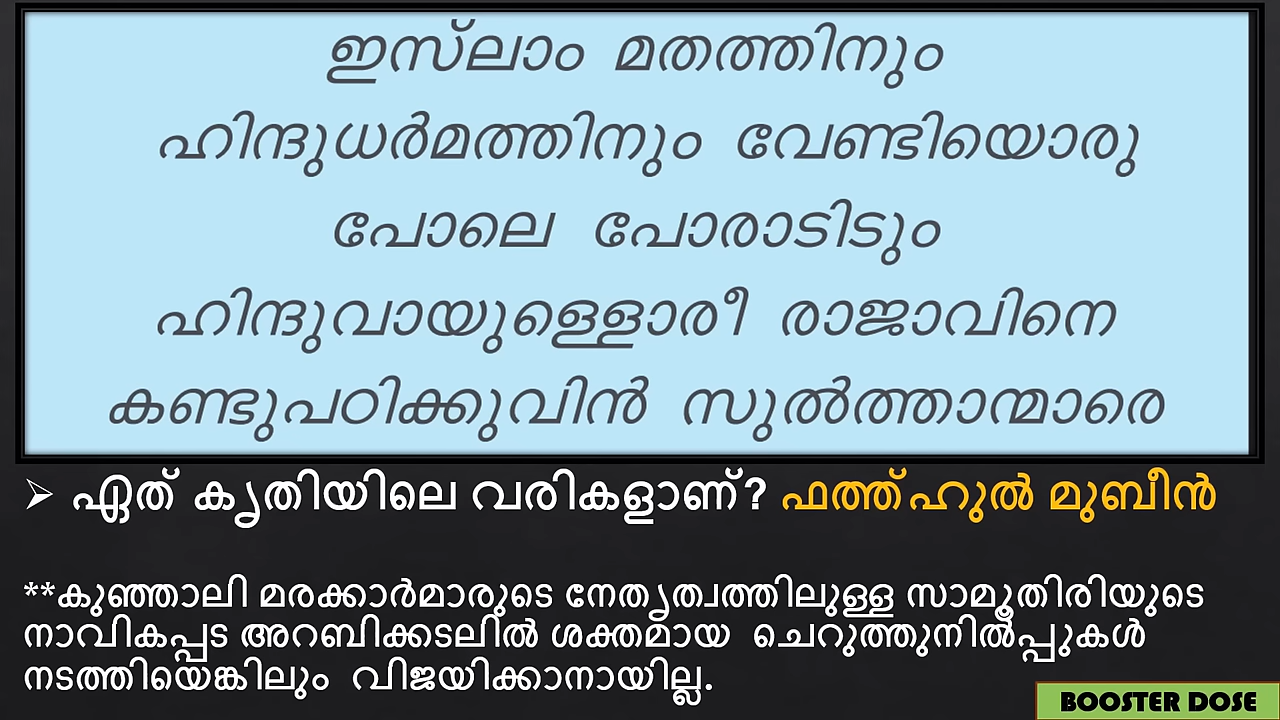 ഇസ്‌ലാം മതത്തിനും
ഹിന്ദുധർമത്തിനും വേണ്ടിയൊരു
പോലെ പോരാടിടും
ഹിന്ദുവായുള്ളൊരീ രാജാവിനെ
കണ്ടുപഠിക്കുവിൻ സുൽത്താന്മാരെ
➢ ഏത് കൃതിയിലെ വരികളാണ്? ഫത്ത്ഹുൽ മുബീൻ
**കുഞ്ഞാലി മരക്കാർമാരുടെ നേതൃത്വത്തിലുള്ള സാമൂതിരിയുടെ
നാവികപ്പട അറബിക്കടലിൽ ശക്തമായ ചെറുത്തുനിൽപ്പുകൾ
നടത്തിയെങ്കിലും വിജയിക്കാനായില്ല.
BOOSTER DOSE